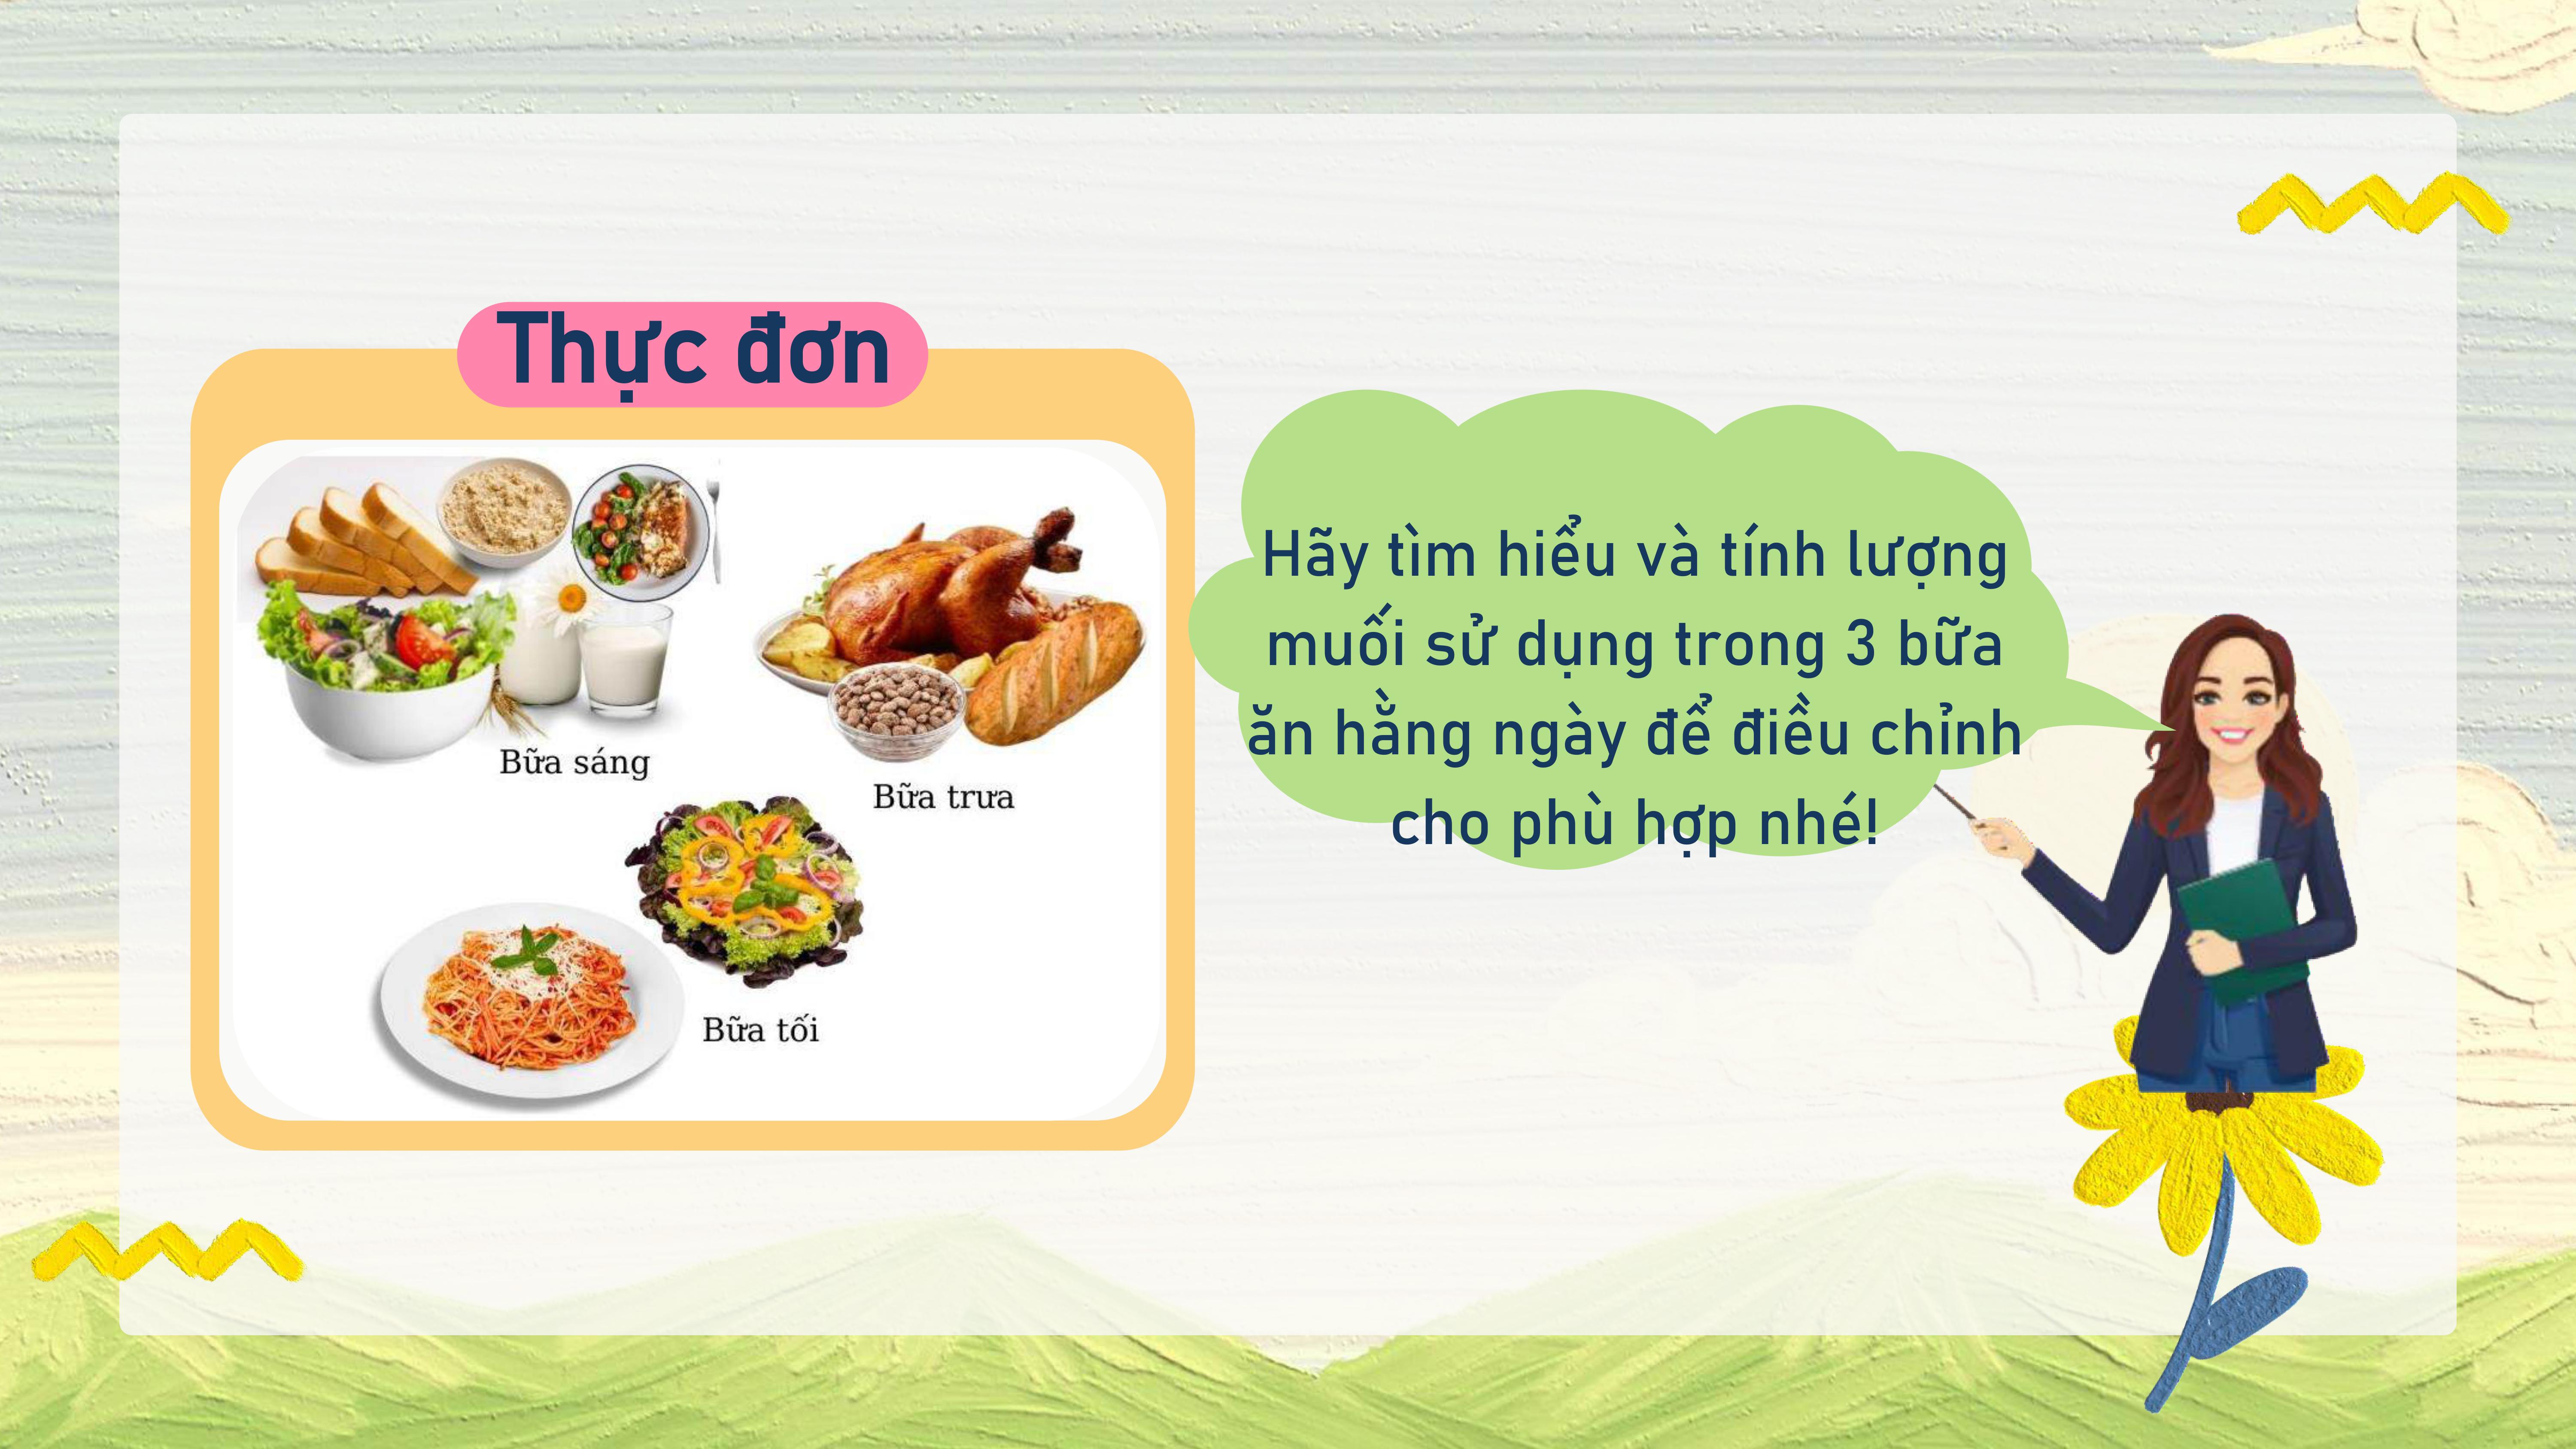 Thực đơn
Bữa sáng
Bữa trưa
Bữa tối
Hãy tìm hiểu và tính lượng
muối sử dụng trong 3 bữa
ăn hằng ngày để điều chỉnh
cho phù hợp nhé!